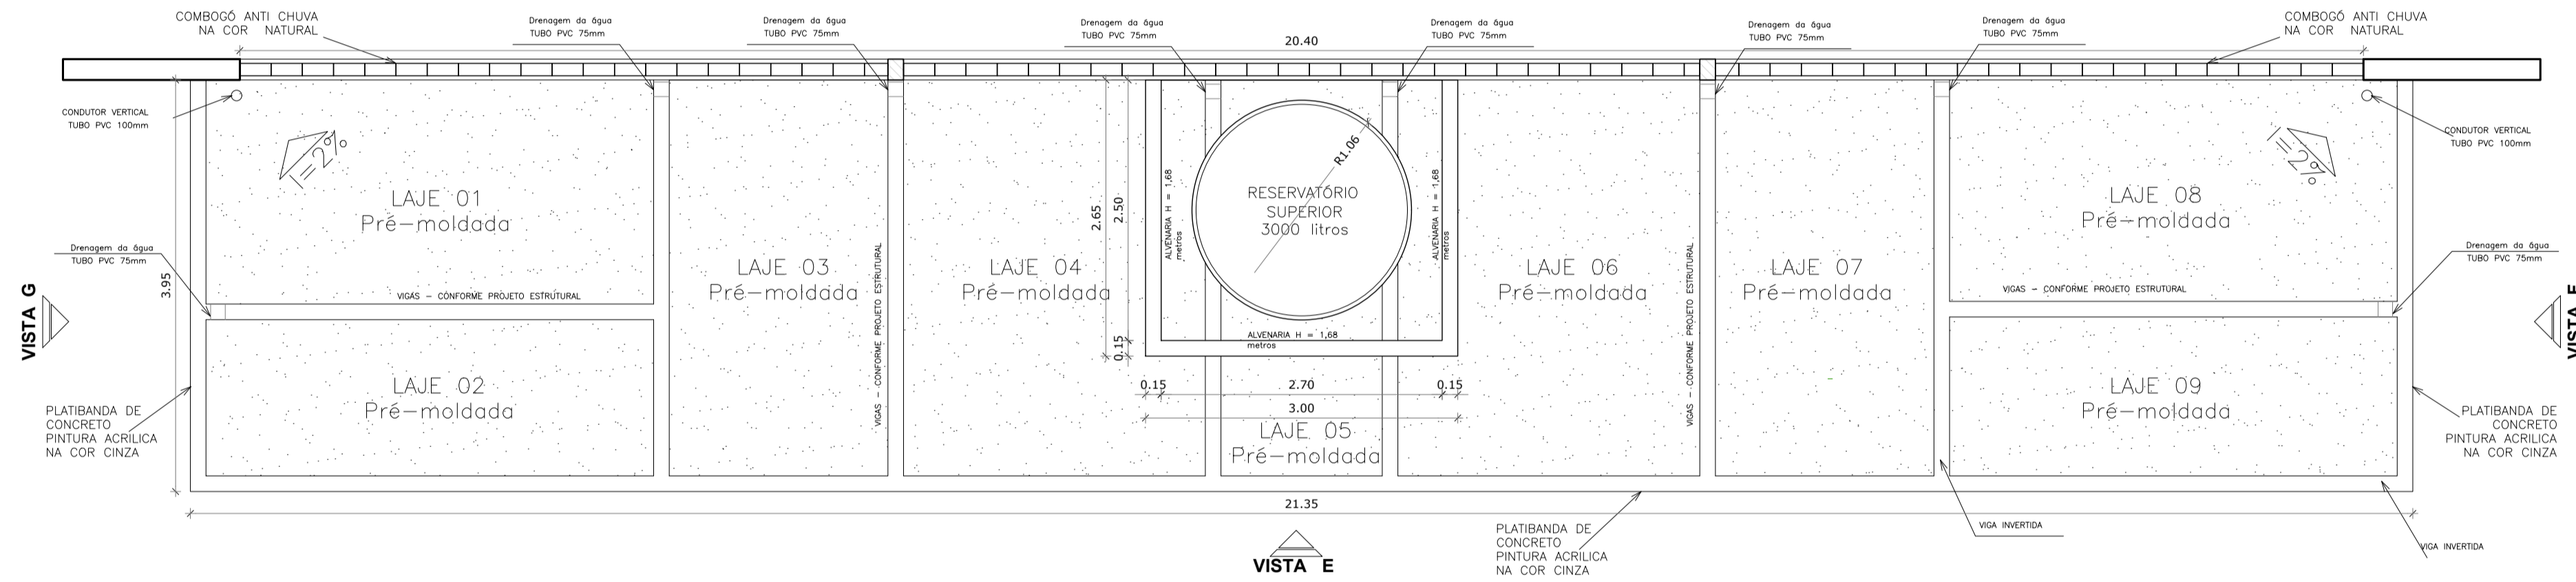 COMBOGÓ ANTI CHUVA
NA COR NATURAL
Drenagem da água
TUBO PVC 75mm
Drenagem da água
TUBO PVC 75mm
Drenagem da água
TUBO PVC 75mm
Drenagem da água
TUBO PVC 75mm
Drenagem da água
TUBO PVC 75mm
Drenagem da água
TUBO PVC 75mm
COMBOGÓ ANTI CHUVA
NA COR NATURAL
20.40
CONDUTOR VERTICAL
TUBO PVC 100mm
I=2%
LAJE 01
Pré-moldada
Drenagem da água
TUBO PVC 75mm
3.95
VIGAS - CONFORME PROJETO ESTRUTURAL
VISTA G
LAJE 02
Pré-moldada
PLATIBANDA DE
CONCRETO
PINTURA ACRILICA
NA COR CINZA
LAJE 03
Pré-moldada
VIGAS - CONFORME PROJETO ESTRUTURAL
LAJE 04
Pré-moldada
2.65
2.50
0.15
ALVENARIA H = 1,68
metros
R1.06
RESERVATÓRIO
SUPERIOR
3000 litros
ALVENARIA H = 1,68
metros
ALVENARIA H = 1,68
metros
0.15
2.70
0.15
3.00
LAJE 05
Pré-moldada
LAJE 06
Pré-moldada
VIGAS - CONFORME PROJETO ESTRUTURAL
LAJE 07
Pré-moldada
I=2%
LAJE 08
Pré-moldada
VIGAS - CONFORME PROJETO ESTRUTURAL
LAJE 09
Pré-moldada
CONDUTOR VERTICAL
TUBO PVC 100mm
Drenagem da água
TUBO PVC 75mm
VISTA
PLATIBANDA DE
CONCRETO
PINTURA ACRILICA
NA COR CINZA
21.35
PLATIBANDA DE
CONCRETO
PINTURA ACRILICA
NA COR CINZA
VIGA INVERTIDA
VIGA INVERTIDA
VISTA E